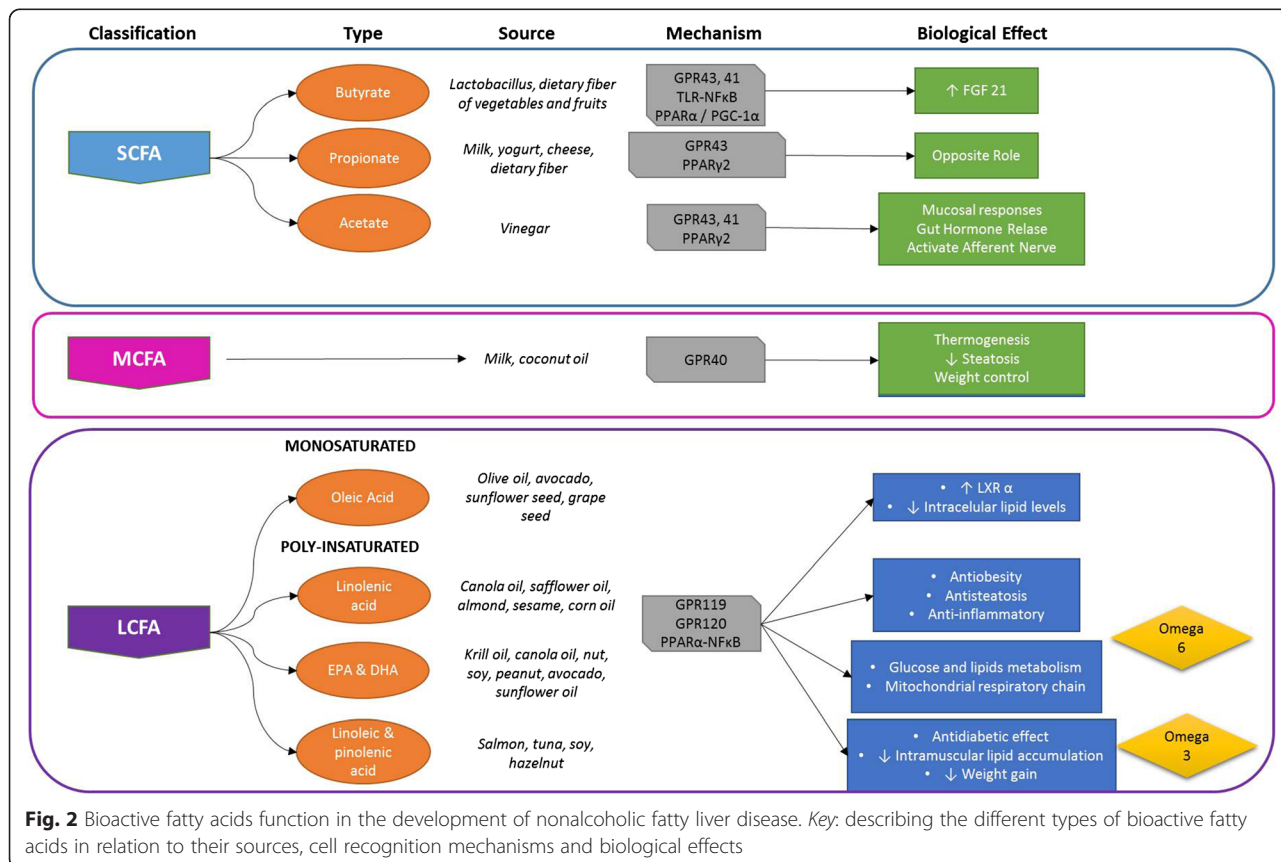 Classification Type Source Mechanism Biological Effect
SCFA
Butyrate
Lactobacillus, dietary fiber
of vegetables and fruits
GPR43, 41
TLR-NFκB
PPARα / PGC-1α
↑ FGF 21
Propionate
Milk, yogurt, cheese,
dietary fiber
GPR43
PPARγ2
Opposite Role
Acetate
Vinegar
GPR43, 41
PPARγ2
Mucosal responses
Gut Hormone Relase
Activate Afferent Nerve
MCFA
Milk, coconut oil
GPR40
Thermogenesis
↓ Steatosis
Weight control
LCFA
MONOSATURATED
Oleic Acid
Olive oil, avocado,
sunflower seed, grape
seed
POLY-INSATURATED
Linolenic
acid
Canola oil, safflower oil,
almond, sesame, corn oil
EPA & DHA
Krill oil, canola oil, nut,
soy, peanut, avocado,
sunflower oil
Linoleic &
pinolenic
acid
Salmon, tuna, soy,
hazelnut
GPR119
GPR120
PPARα-NFκB
• ↑ LXR α
• ↓ Intracelular lipid levels
• Antiobesity
• Antisteatosis
• Anti-inflammatory
• Glucose and lipids metabolism
• Mitochondrial respiratory chain
• Antidiabetic effect
• ↓ Intramuscular lipid accumulation
• ↓ Weight gain
Omega
6
Omega
3
Fig. 2 Bioactive fatty acids function in the development of nonalcoholic fatty liver disease. Key: describing the different types of bioactive fatty
acids in relation to their sources, cell recognition mechanisms and biological effects